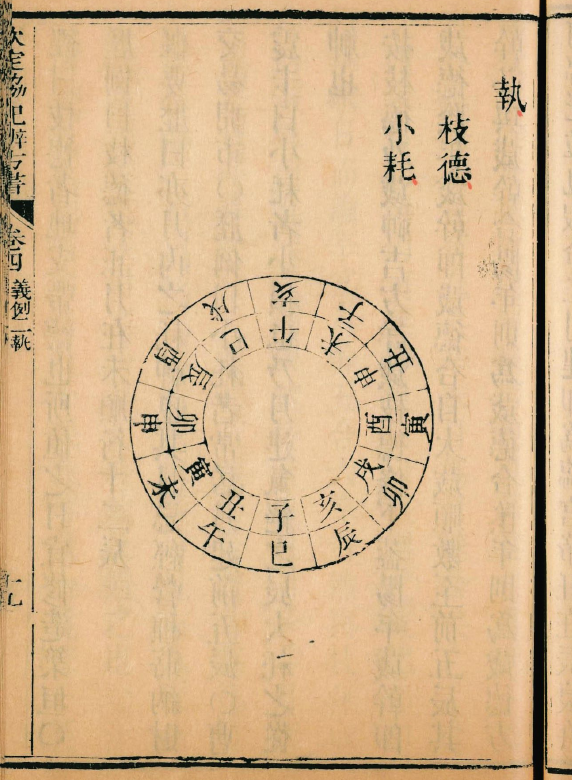 執
枝德
小耗
亥子丑寅卯辰巳午未申酉戌
午未申酉戌亥子丑寅卯辰巳
欽定協紀辨方書
卷四
義例二 執
十九